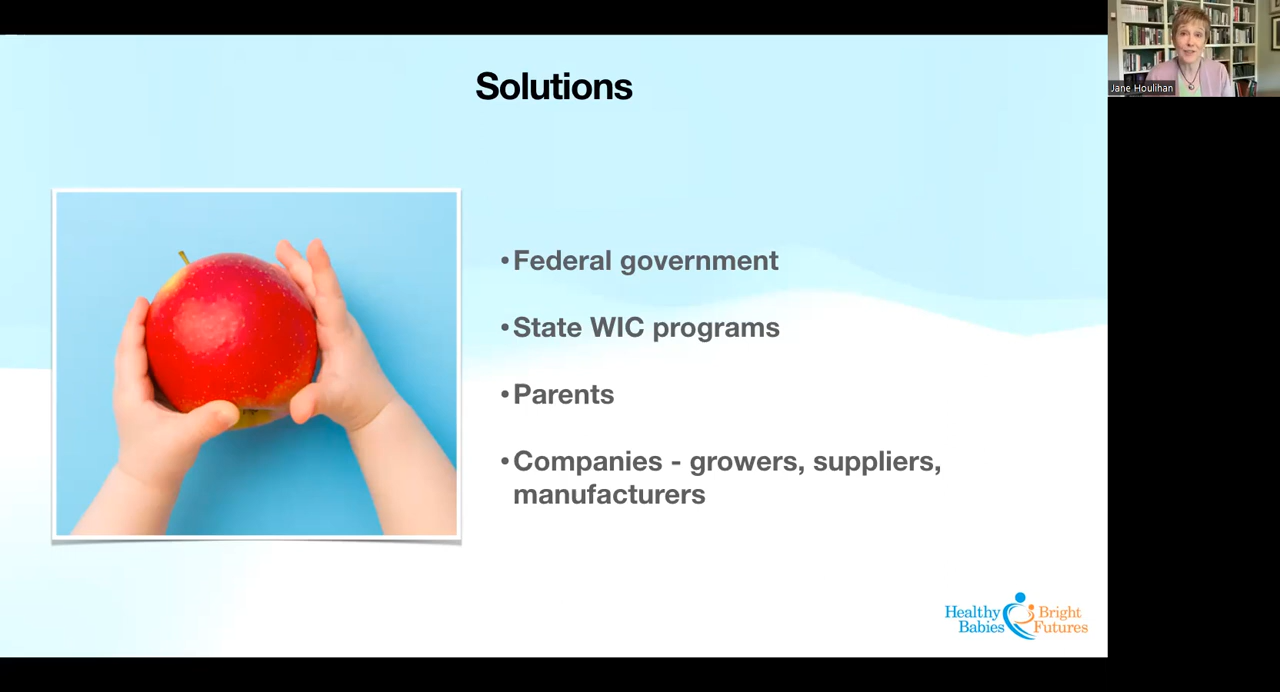 Solutions
•Federal government
•State WIC programs
•Parents
•Companies - growers, suppliers,
manufacturers
Healthy Bright
Babies Futures
Jane Houlihan